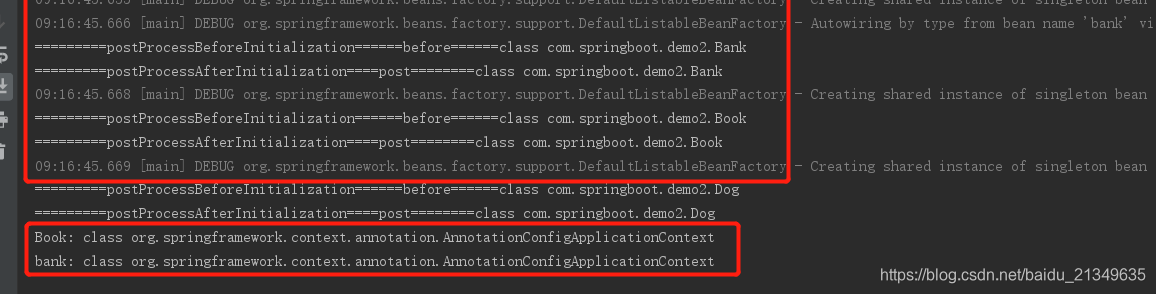 09:16:45.655 [main] DEBUG org.springframework.beans.factory.support.DefaultListableBeanFactory - Creating shared instance of singleton bean
09:16:45.666 [main] DEBUG org.springframework.beans.factory.support.DefaultListableBeanFactory - Autowiring by type from bean name 'bank' vi
=========postProcessBeforeInitialization======before======class com.springboot.demo2.Bank
=========postProcessAfterInitialization====post========class com.springboot.demo2.Bank
09:16:45.668 [main] DEBUG org.springframework.beans.factory.support.DefaultListableBeanFactory - Creating shared instance of singleton bean
=========postProcessBeforeInitialization======before======class com.springboot.demo2.Book
=========postProcessAfterInitialization====post========class com.springboot.demo2.Book
09:16:45.669 [main] DEBUG org.springframework.beans.factory.support.DefaultListableBeanFactory - Creating shared instance of singleton bean
=========postProcessBeforeInitialization======before======class com.springboot.demo2.Dog
=========postProcessAfterInitialization====post========class com.springboot.demo2.Dog
Book: class org.springframework.context.annotation.AnnotationConfigApplicationContext
bank: class org.springframework.context.annotation.AnnotationConfigApplicationContext
https://blog.csdn.net/baidu_21349635